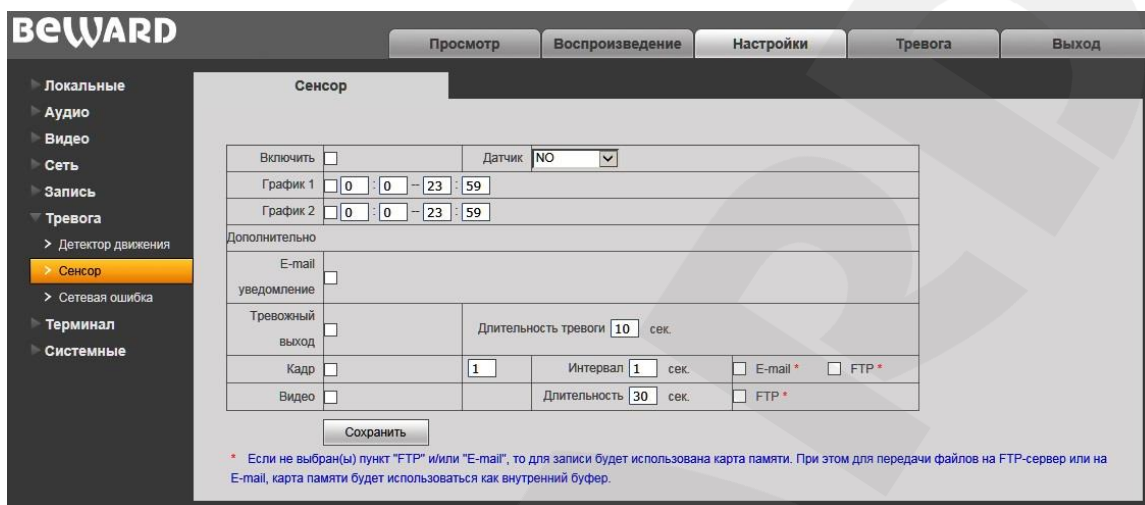 BEWARD
Просмотр Воспроизведение Настройки Тревога Выход
Локальные
Аудио
Видео
Сеть
Запись
Тревога
> Детектор движения
> Сенсор
> Сетевая ошибка
Терминал
Системные
Сенсор
Включить Датчик NO
График 1 0 : 0 -- 23 : 59
График 2 0 : 0 -- 23 : 59
Дополнительно
E-mail
уведомление
Тревожный
выход Длительность тревоги 10 сек.
Кадр 1 Интервал 1 сек. E-mail * FTP *
Видео Длительность 30 сек. FTP *
Сохранить
* Если не выбран(ы) пункт "FTP" и/или "E-mail", то для записи будет использована карта памяти. При этом для передачи файлов на FTP-сервер или на
E-mail, карта памяти будет использоваться как внутренний буфер.